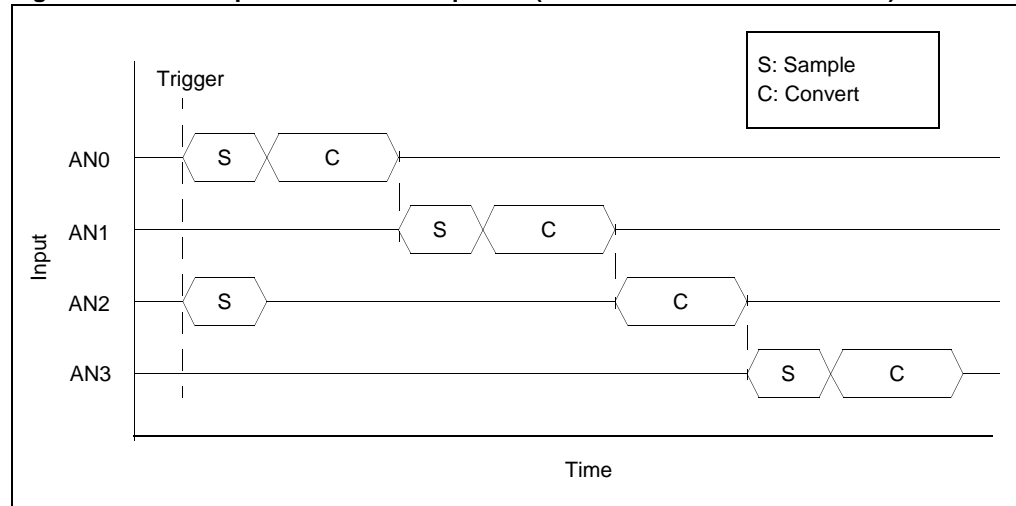 S: Sample
C: Convert
Trigger
AN0
S
C
AN1
S
C
Input
AN2
S
C
AN3
S
C
Time